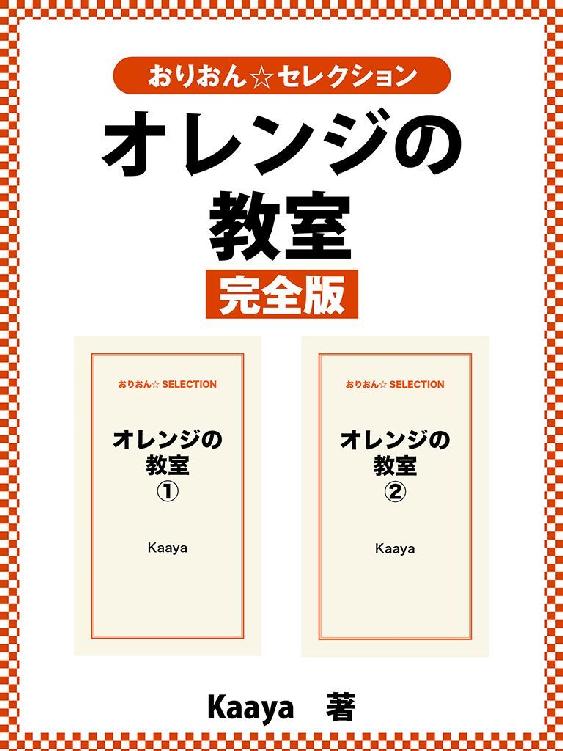 おりおん☆セレクション
オレンジの
教室
完全版
おりおん☆ SELECTION
オレンジの
教室
①
Kaaya
おりおん☆ SELECTION
オレンジの
教室
②
Kaaya
Kaaya 著